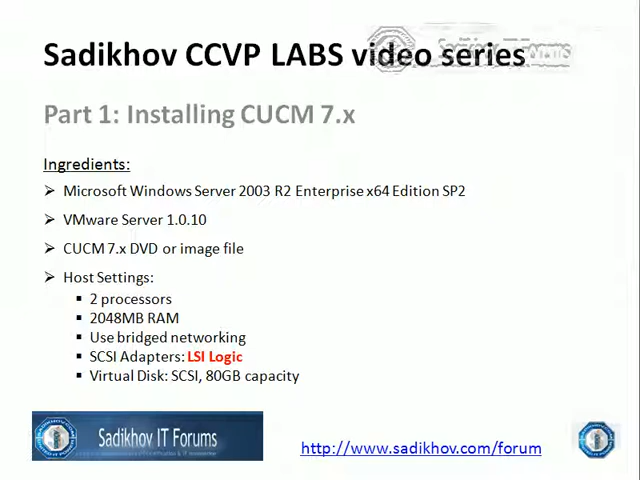 Sadikhov CCVP LABS video series
Sadikhov IT Forums
Part 1: Installing CUCM 7.x
Ingredients:
Microsoft Windows Server 2003 R2 Enterprise x64 Edition SP2
VMware Server 1.0.10
CUCM 7.x DVD or image file
Host Settings:
2 processors
2048MB RAM
Use bridged networking
SCSI Adapters: LSI Logic
Virtual Disk: SCSI, 80GB capacity
Sadikhov IT Forums
http://www.sadikhov.com/forum